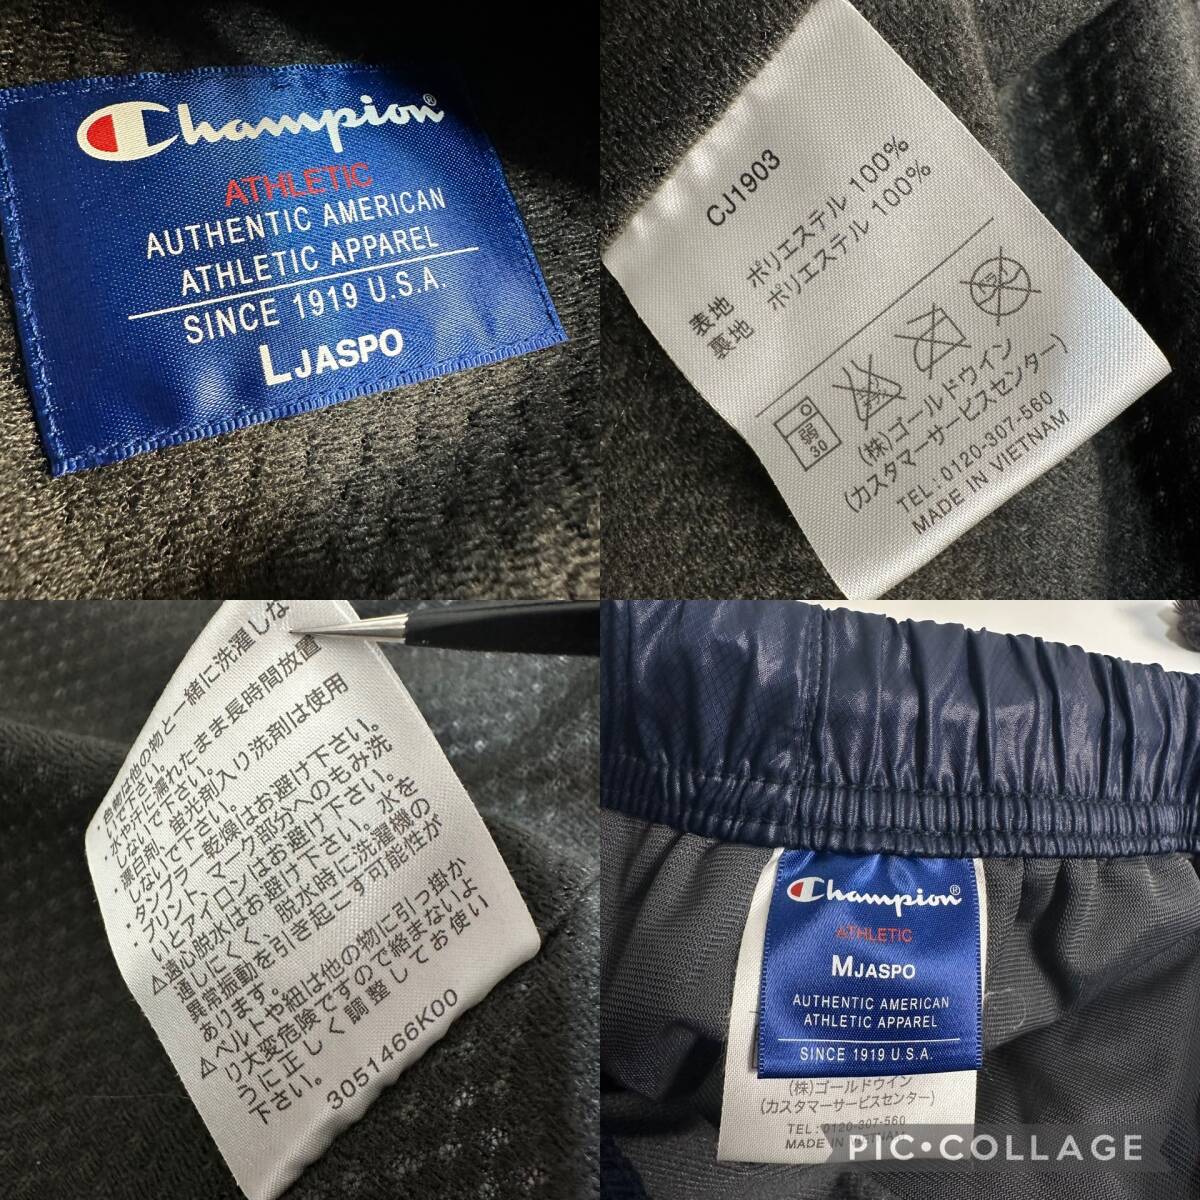 Champion®
ATHLETIC
AUTHENTIC AMERICAN
ATHLETIC APPAREL
SINCE 1919 U.S.A.
L JASPO
CJ1903
表地 ポリエステル 100%
裏地 ポリエステル 100%
弱
30
(株)ゴールドウイン
(カスタマーサービスセンター)
TEL:0120-307-560
MADE IN VIETNAM
物は他の物と一緒に洗濯しな
いで下さい。
・水や汗に濡れたまま長時間放置
しないで下さい。
・漂白剤、蛍光剤入り洗剤は使用
しないで下さい。
・タンブラー乾燥はお避け下さい。
・プリント、マーク部分へのもみ洗
いとアイロンはお避け下さい。
⚠遠心脱水はお避け下さい。水を
通しにくく、脱水時に洗濯機の
異常振動を引き起こす可能性が
あります。
⚠ベルトや紐は他の物に引っ掛か
り大変危険ですので絡まないよ
うに正しく調整してお使い
下さい。
3051466K00
Champion®
ATHLETIC
M JASPO
AUTHENTIC AMERICAN
ATHLETIC APPAREL
SINCE 1919 U.S.A.
(株)ゴールドウイン
(カスタマーサービスセンター)
TEL:0120-307-560
MADE IN VIETNAM
PIC•COLLAGE